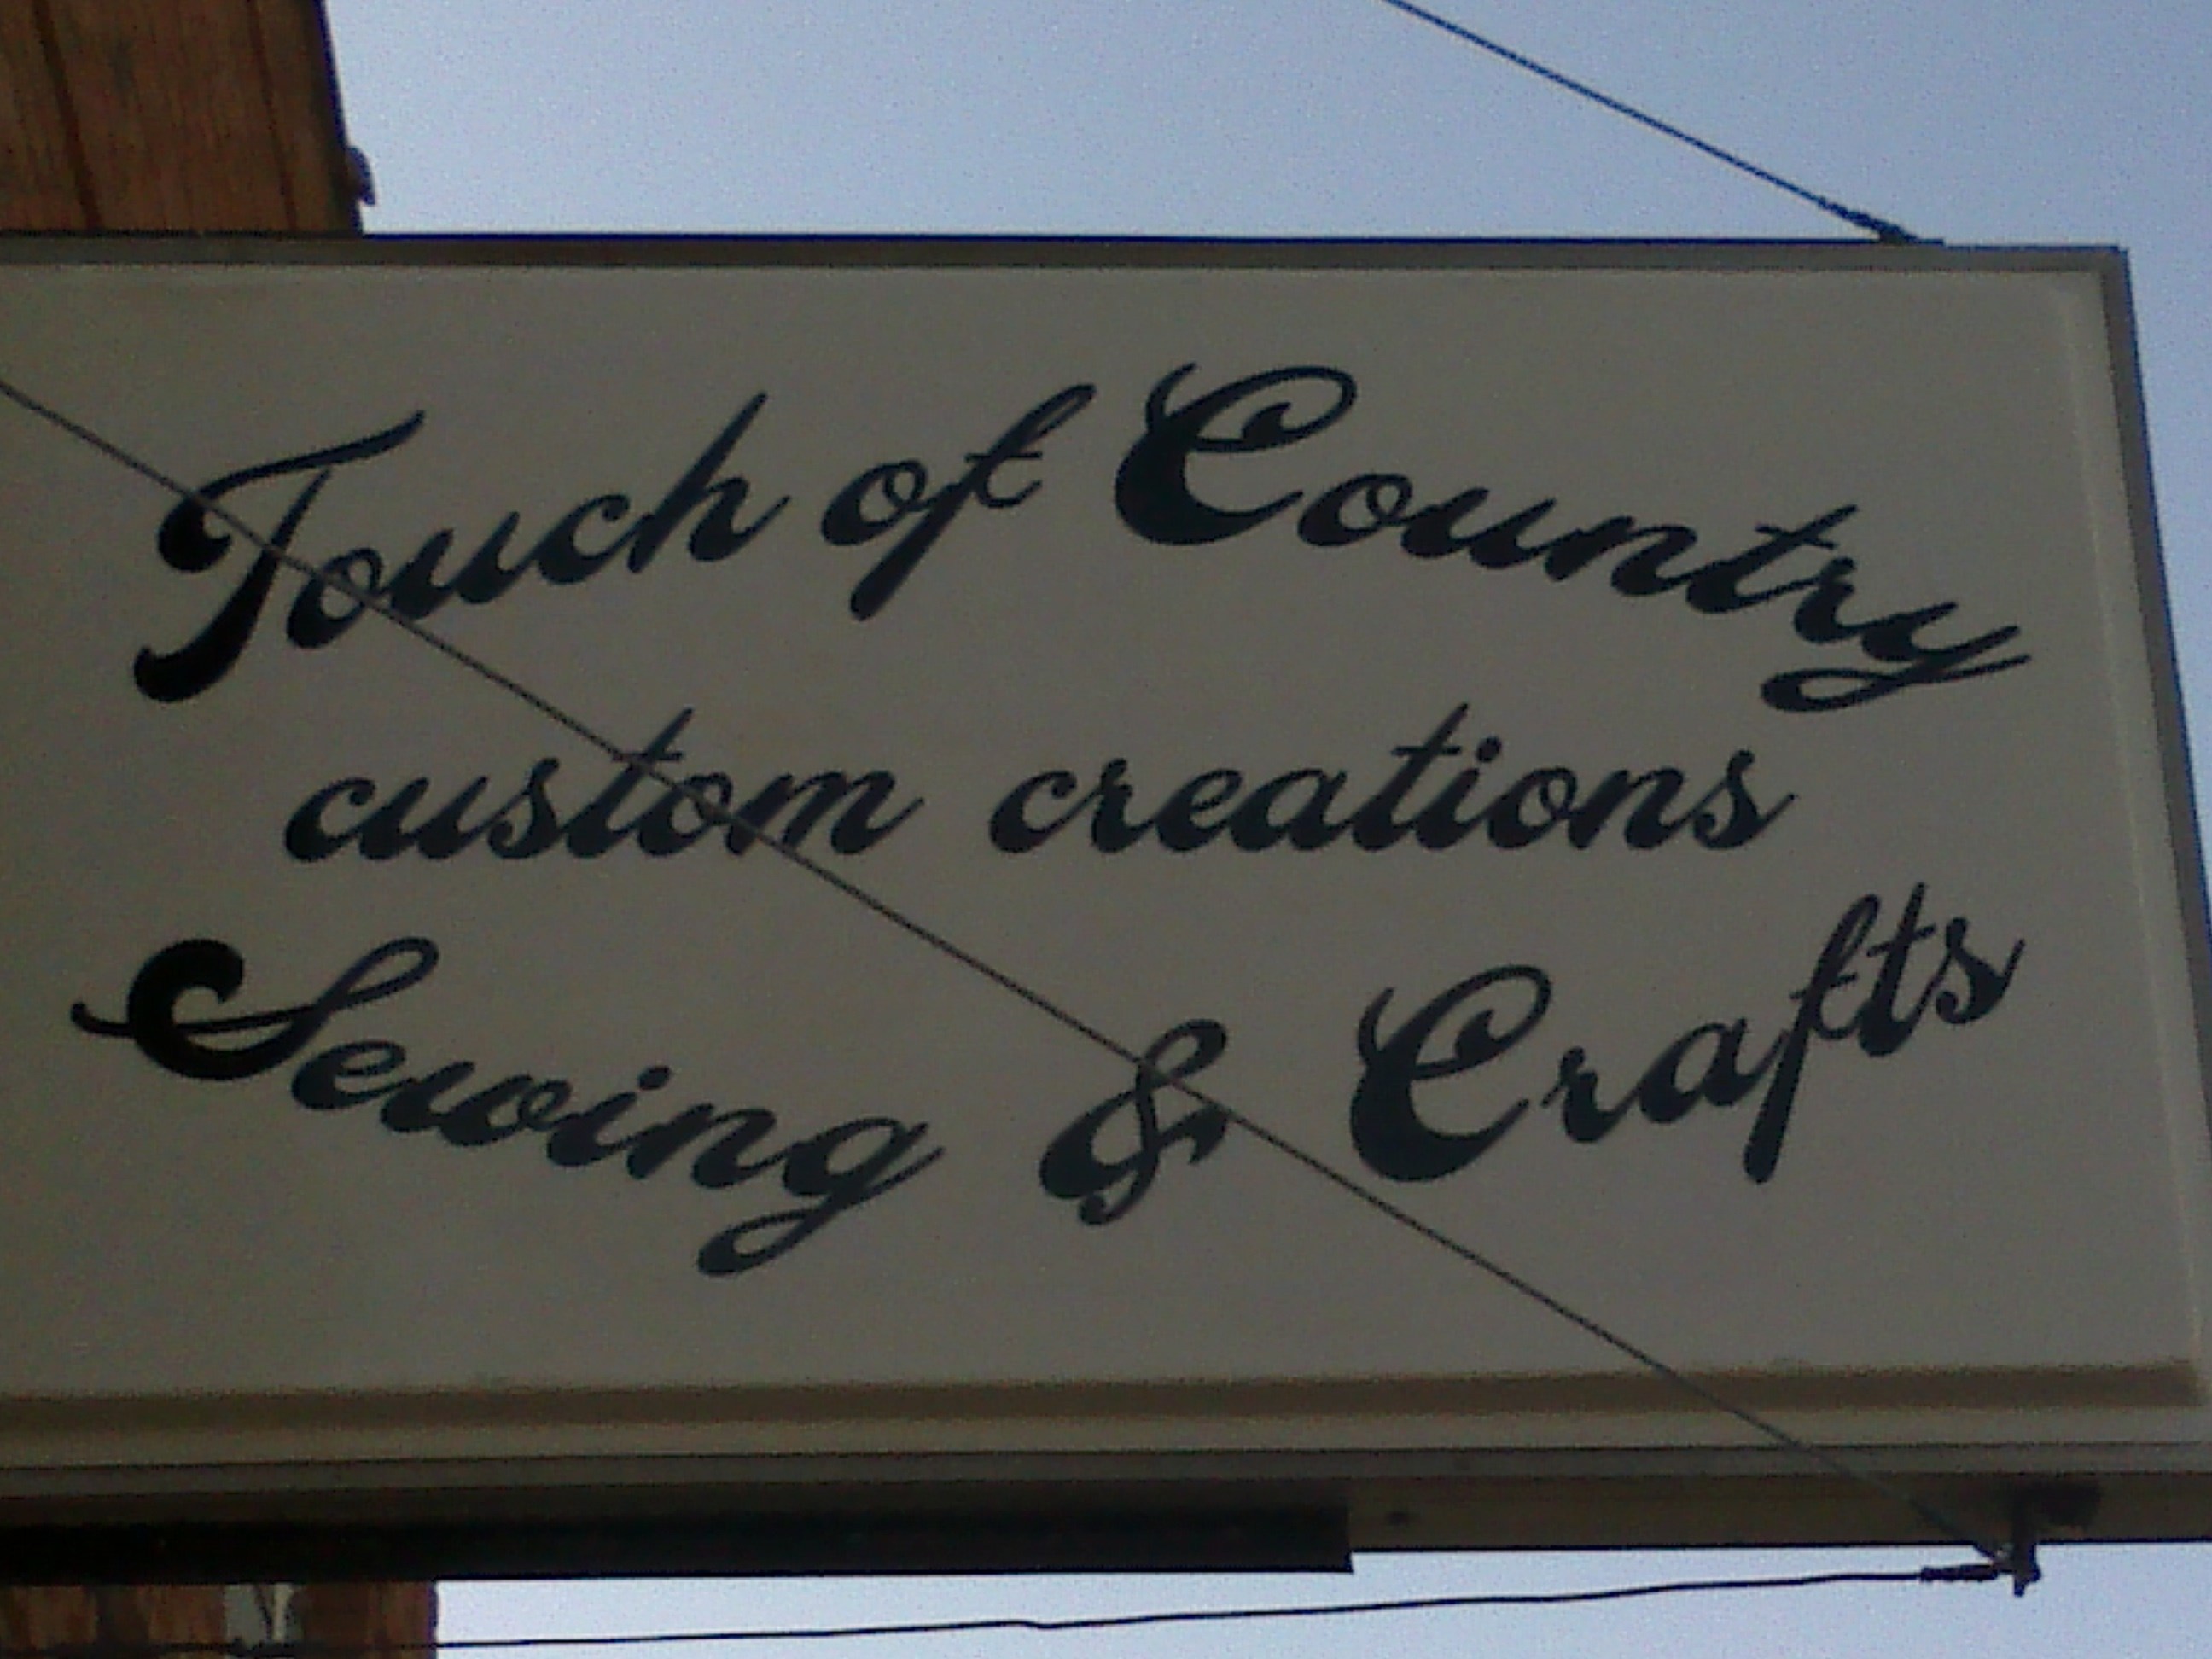 Touch of Country
custom creations
Sewing & Crafts